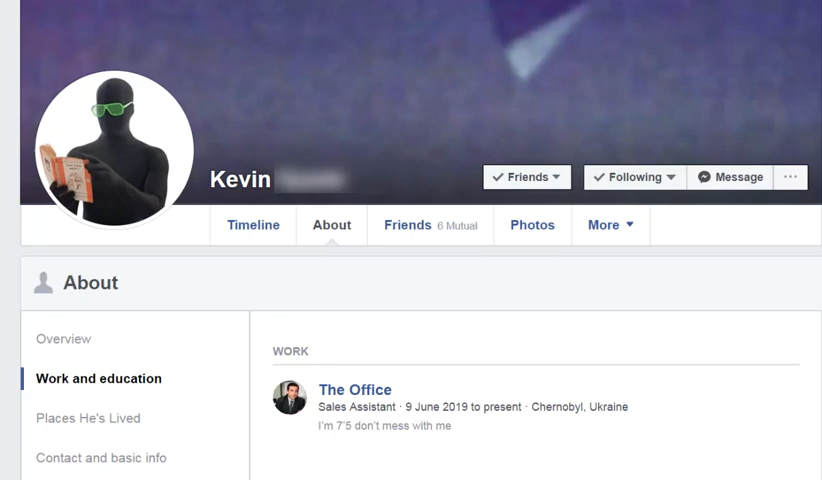 Kevin
Friends
Following
Message
Timeline
About
Friends 6 Mutual
Photos
More
About
Overview
Work and education
Places He's Lived
Contact and basic info
WORK
The Office
Sales Assistant · 9 June 2019 to present · Chernobyl, Ukraine
I'm 7'5 don't mess with me